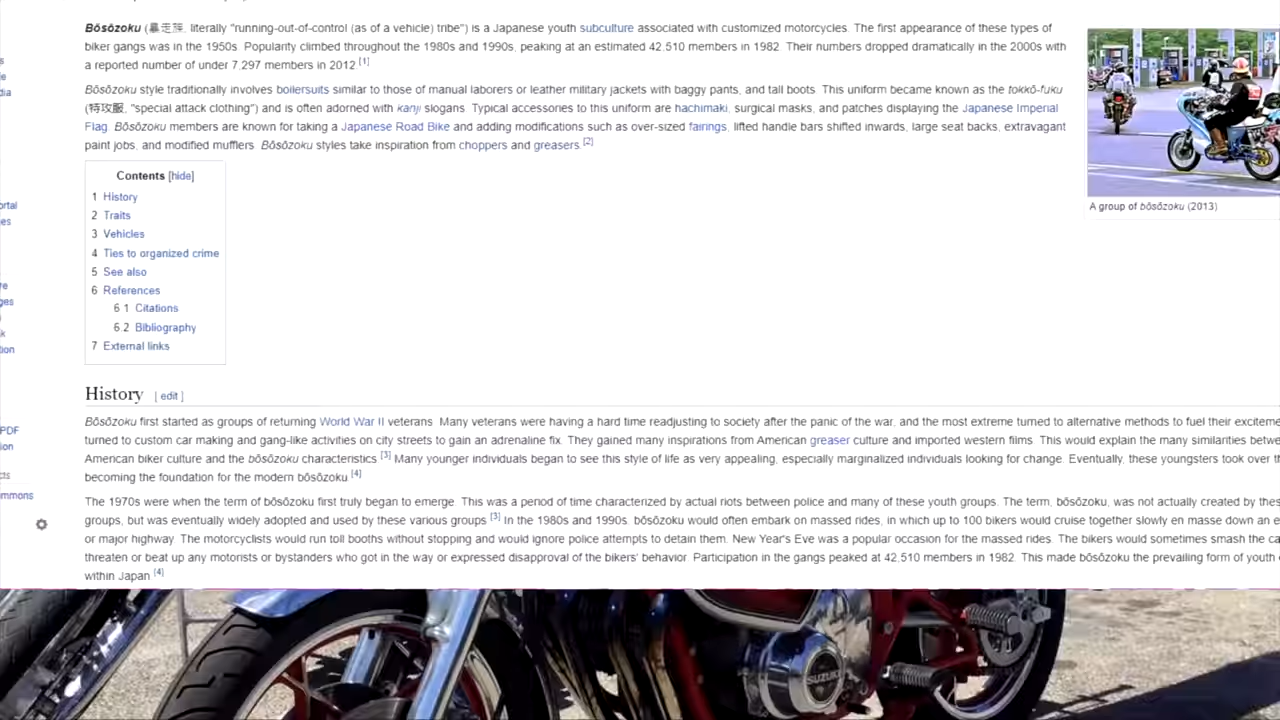 Bōsōzoku (暴走族, literally "running-out-of-control (as of a vehicle) tribe") is a Japanese youth subculture associated with customized motorcycles. The first appearance of these types of
biker gangs was in the 1950s. Popularity climbed throughout the 1980s and 1990s, peaking at an estimated 42,510 members in 1982. Their numbers dropped dramatically in the 2000s with
a reported number of under 7,297 members in 2012.[1]
Bōsōzoku style traditionally involves boilersuits similar to those of manual laborers or leather military jackets with baggy pants, and tall boots. This uniform became known as the tokkō-fuku
(特攻服, "special attack clothing") and is often adorned with kanji slogans. Typical accessories to this uniform are hachimaki, surgical masks, and patches displaying the Japanese Imperial
Flag. Bōsōzoku members are known for taking a Japanese Road Bike and adding modifications such as over-sized fairings, lifted handle bars shifted inwards, large seat backs, extravagant
paint jobs, and modified mufflers. Bōsōzoku styles take inspiration from choppers and greasers.[2]
A group of bōsōzoku (2013)
Contents [hide]
1 History
2 Traits
3 Vehicles
4 Ties to organized crime
5 See also
6 References
6.1 Citations
6.2 Bibliography
7 External links
History [ edit ]
Bōsōzoku first started as groups of returning World War II veterans. Many veterans were having a hard time readjusting to society after the panic of the war, and the most extreme turned to alternative methods to fuel their exciteme
turned to custom car making and gang-like activities on city streets to gain an adrenaline fix. They gained many inspirations from American greaser culture and imported western films. This would explain the many similarities betwe
American biker culture and the bōsōzoku characteristics.[3] Many younger individuals began to see this style of life as very appealing, especially marginalized individuals looking for change. Eventually, these youngsters took over th
becoming the foundation for the modern bōsōzoku.[4]
The 1970s were when the term of bōsōzoku first truly began to emerge. This was a period of time characterized by actual riots between police and many of these youth groups. The term, bōsōzoku, was not actually created by thes
groups, but was eventually widely adopted and used by these various groups.[3] In the 1980s and 1990s, bōsōzoku would often embark on massed rides, in which up to 100 bikers would cruise together slowly en masse down an e
or major highway. The motorcyclists would run toll booths without stopping and would ignore police attempts to detain them. New Year's Eve was a popular occasion for the massed rides. The bikers would sometimes smash the ca
threaten or beat up any motorists or bystanders who got in the way or expressed disapproval of the bikers' behavior. Participation in the gangs peaked at 42,510 members in 1982. This made bōsōzoku the prevailing form of youth
within Japan.[4]
PDF
SUZUKI